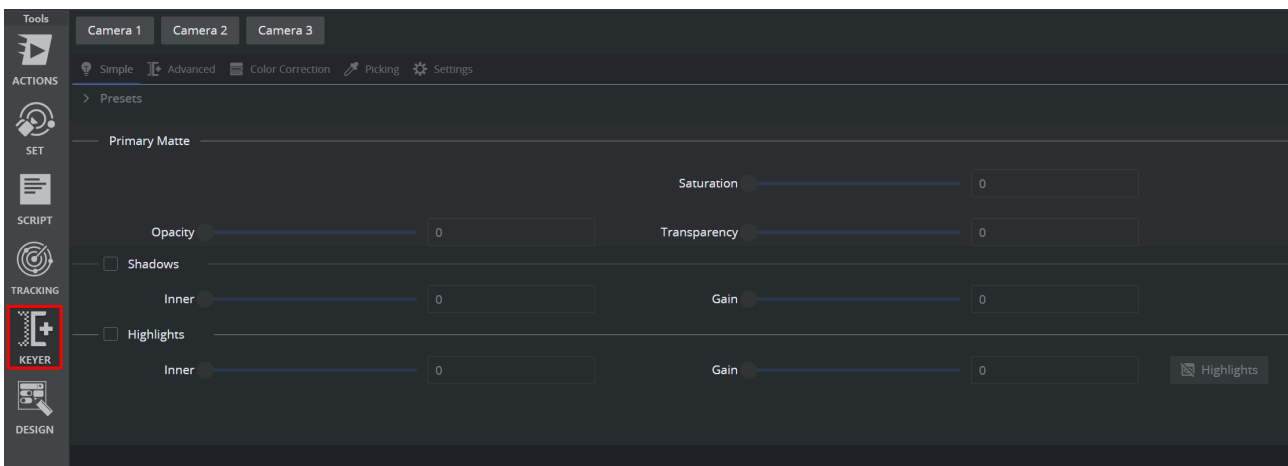 Tools
ACTIONS
SET
SCRIPT
TRACKING
KEYER
DESIGN
Camera 1 Camera 2 Camera 3
Simple Advanced Color Correction Picking Settings
> Presets
Primary Matte
Saturation 0
Opacity 0 Transparency 0
Shadows
Inner 0 Gain 0
Highlights
Inner 0 Gain 0 Highlights